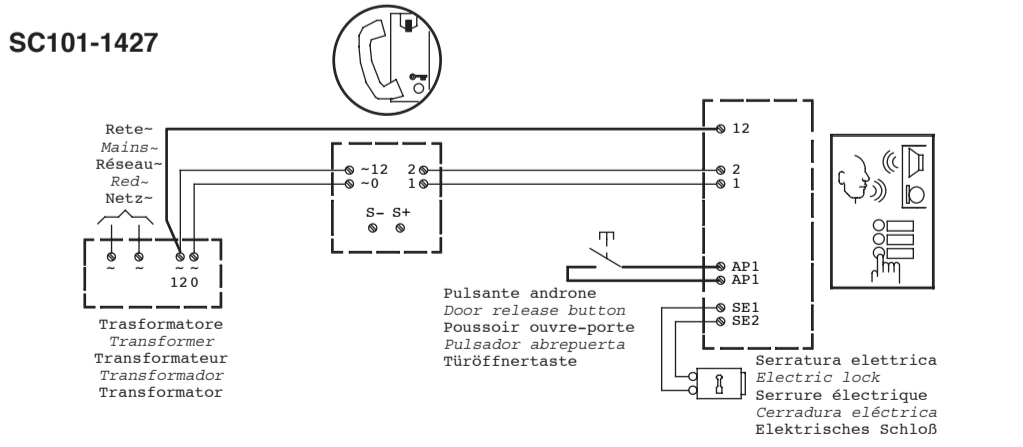 SC101-1427
Rete~
Mains~
Réseau~
Red~
Netz~
~ ~ ~ ~
12 0
Trasformatore
Transformer
Transformateur
Transformador
Transformator
~12 2
~0 1
S- S+
12
2
1
AP1
AP1
SE1
SE2
Pulsante androne
Door release button
Poussoir ouvre-porte
Pulsador abrepuerta
Türöffnertaste
Serratura elettrica
Electric lock
Serrure électrique
Cerradura eléctrica
Elektrisches Schloß